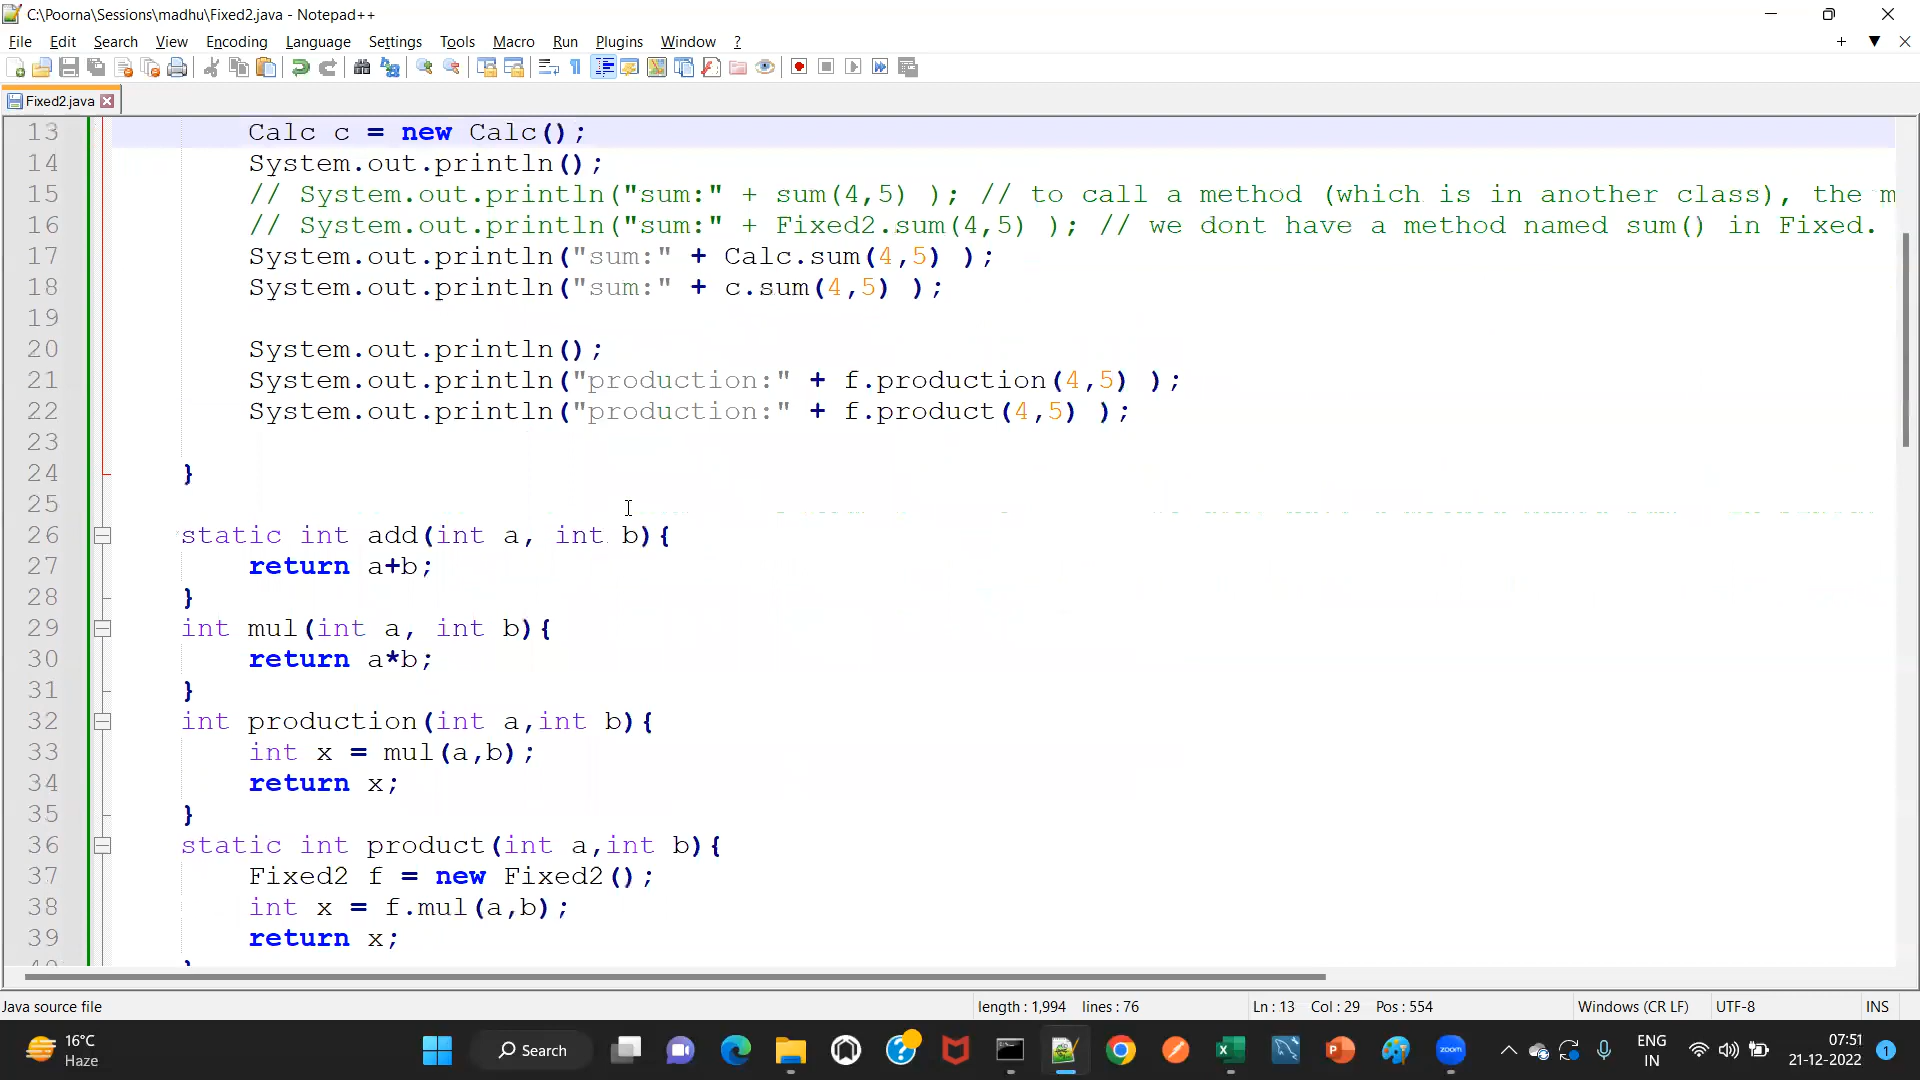 C:\Poorna\Sessions\madhu\Fixed2.java - Notepad++
File Edit Search View Encoding Language Settings Tools Macro Run Plugins Window ?
Fixed2.java
13 Calc c = new Calc();
14 System.out.println();
15 // System.out.println("sum:" + sum(4,5) ); // to call a method (which is in another class), the m
16 // System.out.println("sum:" + Fixed2.sum(4,5) ); // we dont have a method named sum() in Fixed.
17 System.out.println("sum:" + Calc.sum(4,5) );
18 System.out.println("sum:" + c.sum(4,5) );
19
20 System.out.println();
21 System.out.println("production:" + f.production(4,5) );
22 System.out.println("production:" + f.product(4,5) );
23
24 }
25
26 static int add(int a, int b){
27 return a+b;
28 }
29 int mul(int a, int b){
30 return a*b;
31 }
32 int production(int a,int b){
33 int x = mul(a,b);
34 return x;
35 }
36 static int product(int a,int b){
37 Fixed2 f = new Fixed2();
38 int x = f.mul(a,b);
39 return x;
Java source file length : 1,994 lines : 76 Ln : 13 Col : 29 Pos : 554 Windows (CR LF) UTF-8 INS
16°C
Haze
Search
zoom
ENG
IN
07:51
21-12-2022
1